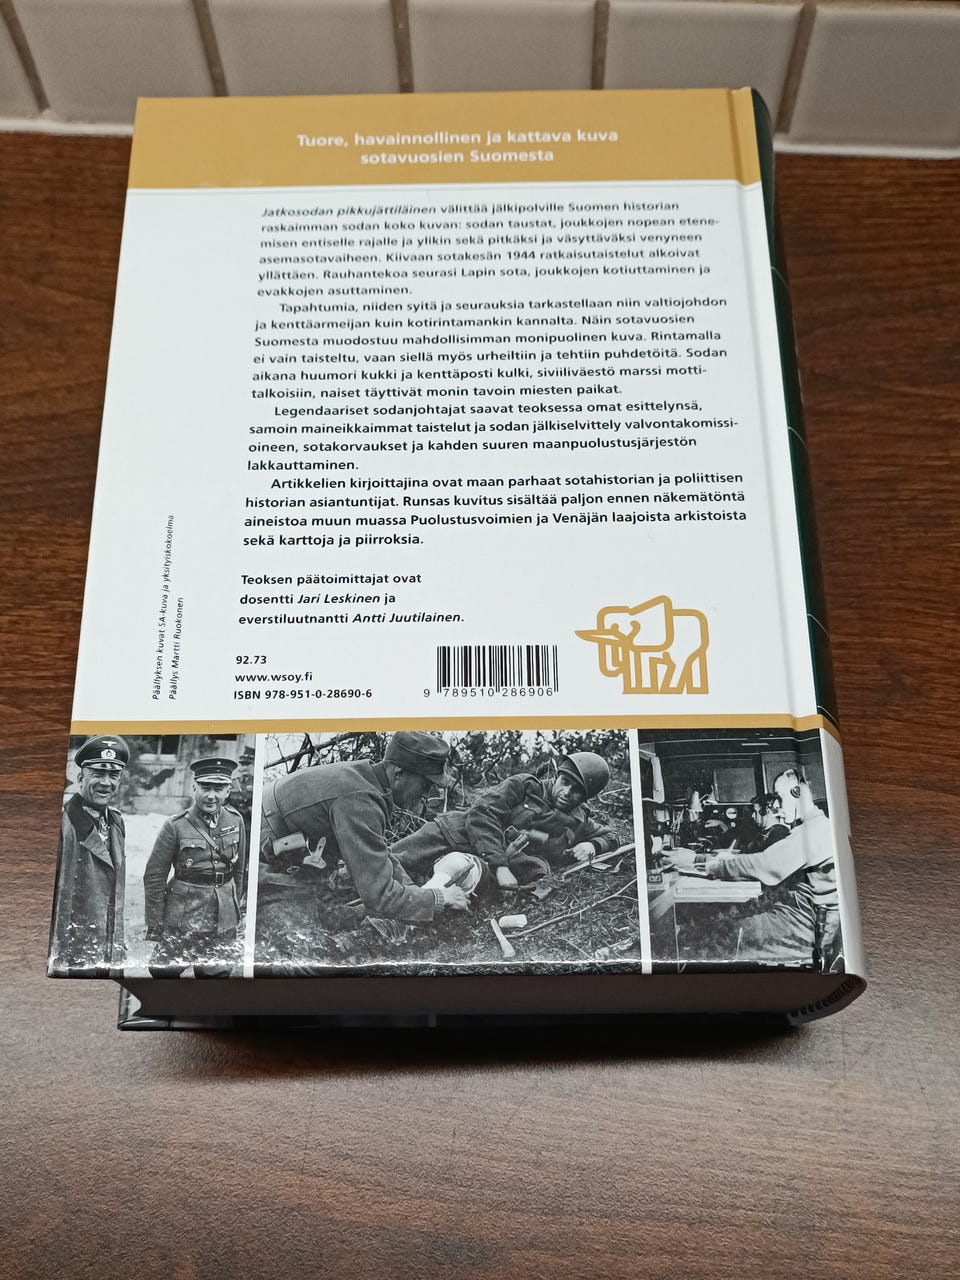 Tuore, havainnollinen ja kattava kuva
sotavuosien Suomesta
Jatkosodan pikkujättiläinen välittää jälkipolville Suomen historian
raskaimman sodan koko kuvan: sodan taustat, joukkojen nopean etene-
misen entiselle rajalle ja ylikin sekä pitkäksi ja väsyttäväksi venyneen
asemasotavaiheen. Kiivaan sotakesän 1944 ratkaisutaistelut alkoivat
yllättäen. Rauhantekoa seurasi Lapin sota, joukkojen kotiuttaminen ja
evakkojen asuttaminen.
Tapahtumia, niiden syitä ja seurauksia tarkastellaan niin valtiojohdon
ja kenttäarmeijan kuin kotirintamankin kannalta. Näin sotavuosien
Suomesta muodostuu mahdollisimman monipuolinen kuva. Rintamalla
ei vain taisteltu, vaan siellä myös urheiltiin ja tehtiin puhdetöitä. Sodan
aikana huumori kukki ja kenttäposti kulki, siviiliväestö marssi motti-
talkoisiin, naiset täyttivät monin tavoin miesten paikat.
Legendaariset sodanjohtajat saavat teoksessa omat esittelynsä,
samoin maineikkaimmat taistelut ja sodan jälkiselvittely valvontakomissi-
oineen, sotakorvaukset ja kahden suuren maanpuolustusjärjestön
lakkauttaminen.
Artikkelien kirjoittajina ovat maan parhaat sotahistorian ja poliittisen
historian asiantuntijat. Runsas kuvitus sisältää paljon ennen näkemätöntä
aineistoa muun muassa Puolustusvoimien ja Venäjän laajoista arkistoista
sekä karttoja ja piirroksia.
Teoksen päätoimittajat ovat
dosentti Jari Leskinen ja
everstiluutnantti Antti Juutilainen.
92.73
www.wsoy.fi
ISBN 978-951-0-28690-6
9 789510 286906
Päällyksen kuvat SA-kuva ja yksityiskokoelma
Päällys Martti Ruokonen